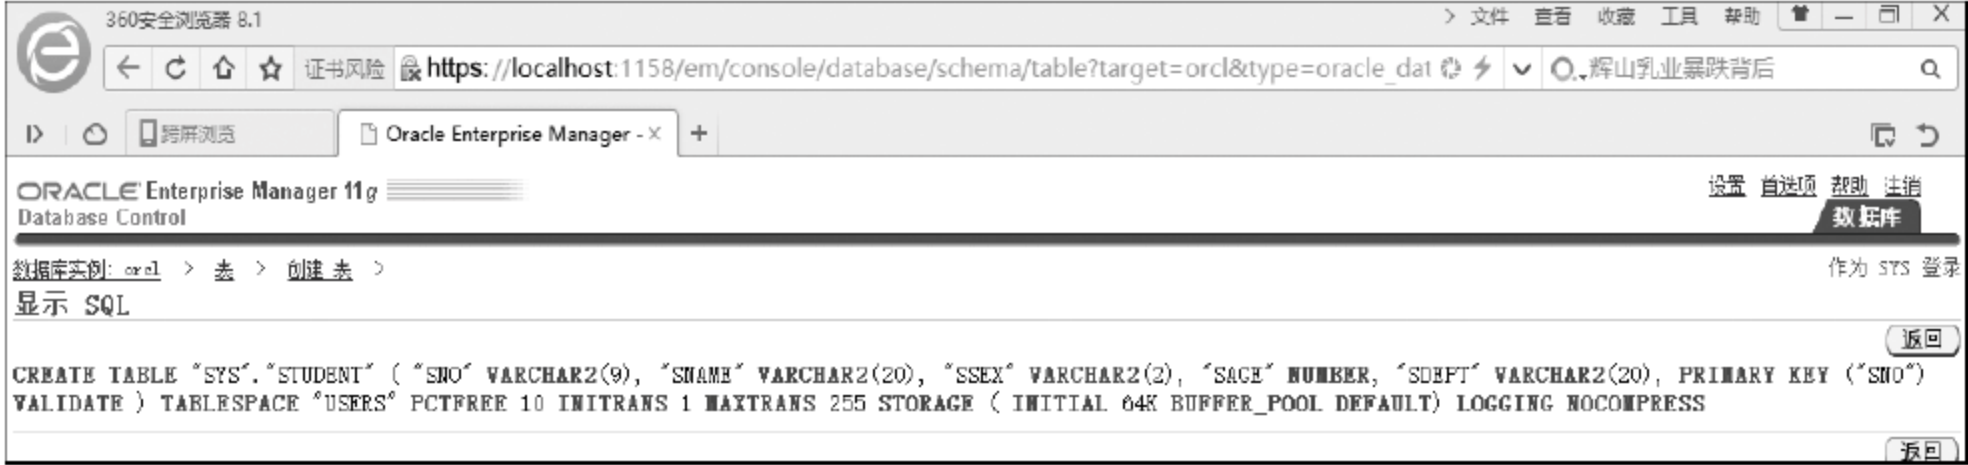 360安全浏览器 8.1
> 文件 查看 收藏 工具 帮助
证书风险 https://localhost:1158/em/console/database/schema/table?target=orcl&type=oracle_dat 辉山乳业暴跌背后
跨屏浏览 Oracle Enterprise Manager - × +
ORACLE Enterprise Manager 11g
设置 首选项 帮助 注销
Database Control
数据库
数据库实例: orcl > 表 > 创建 表 >
作为 SYS 登录
显示 SQL
返回
CREATE TABLE "SYS"."STUDENT" ( "SNO" VARCHAR2(9), "SNAME" VARCHAR2(20), "SSEX" VARCHAR2(2), "SAGE" NUMBER, "SDEPT" VARCHAR2(20), PRIMARY KEY ("SNO")
VALIDATE ) TABLESPACE "USERS" PCTFREE 10 INITRANS 1 MAXTRANS 255 STORAGE ( INITIAL 64K BUFFER_POOL DEFAULT) LOGGING NOCOMPRESS
返回